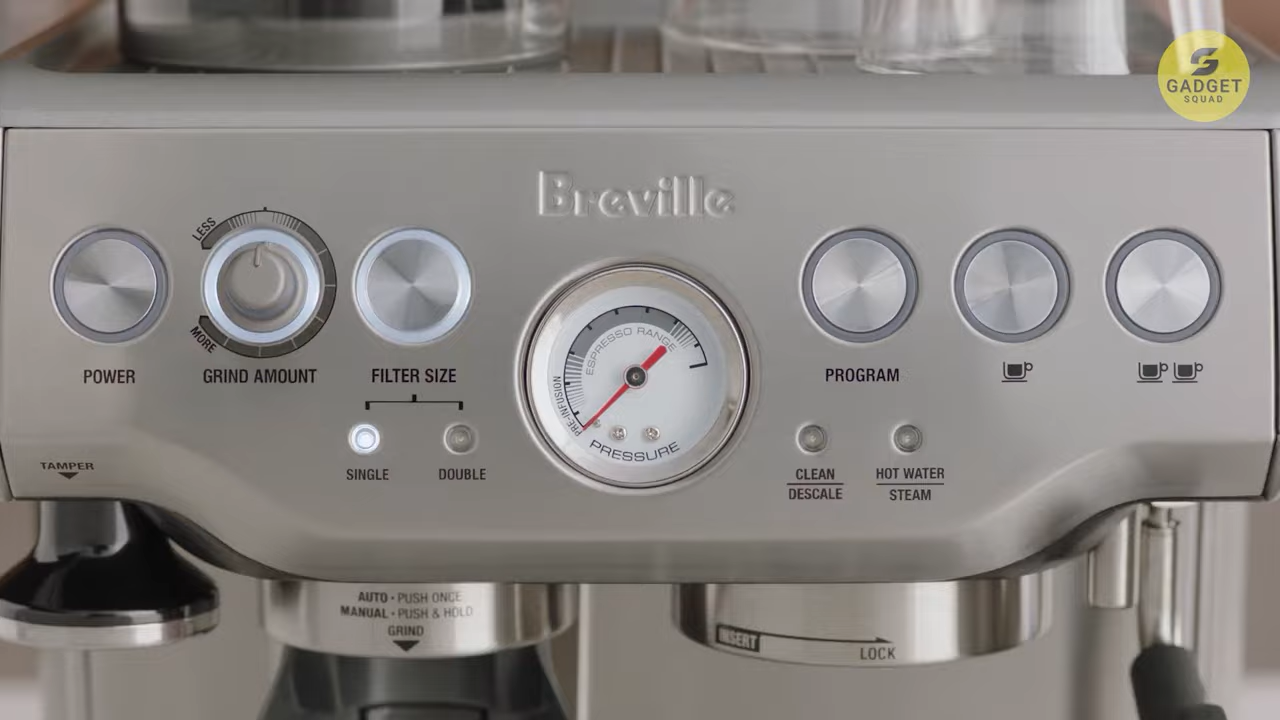 GADGET
SQUAD
Breville
LESS
MORE
POWER
GRIND AMOUNT
FILTER SIZE
SINGLE
DOUBLE
TAMPER
ESPRESSO RANGE
PRE-INFUSION
PRESSURE
PROGRAM
CLEAN
DESCALE
HOT WATER
STEAM
AUTO • PUSH ONCE
MANUAL • PUSH & HOLD
GRIND
INSERT
LOCK